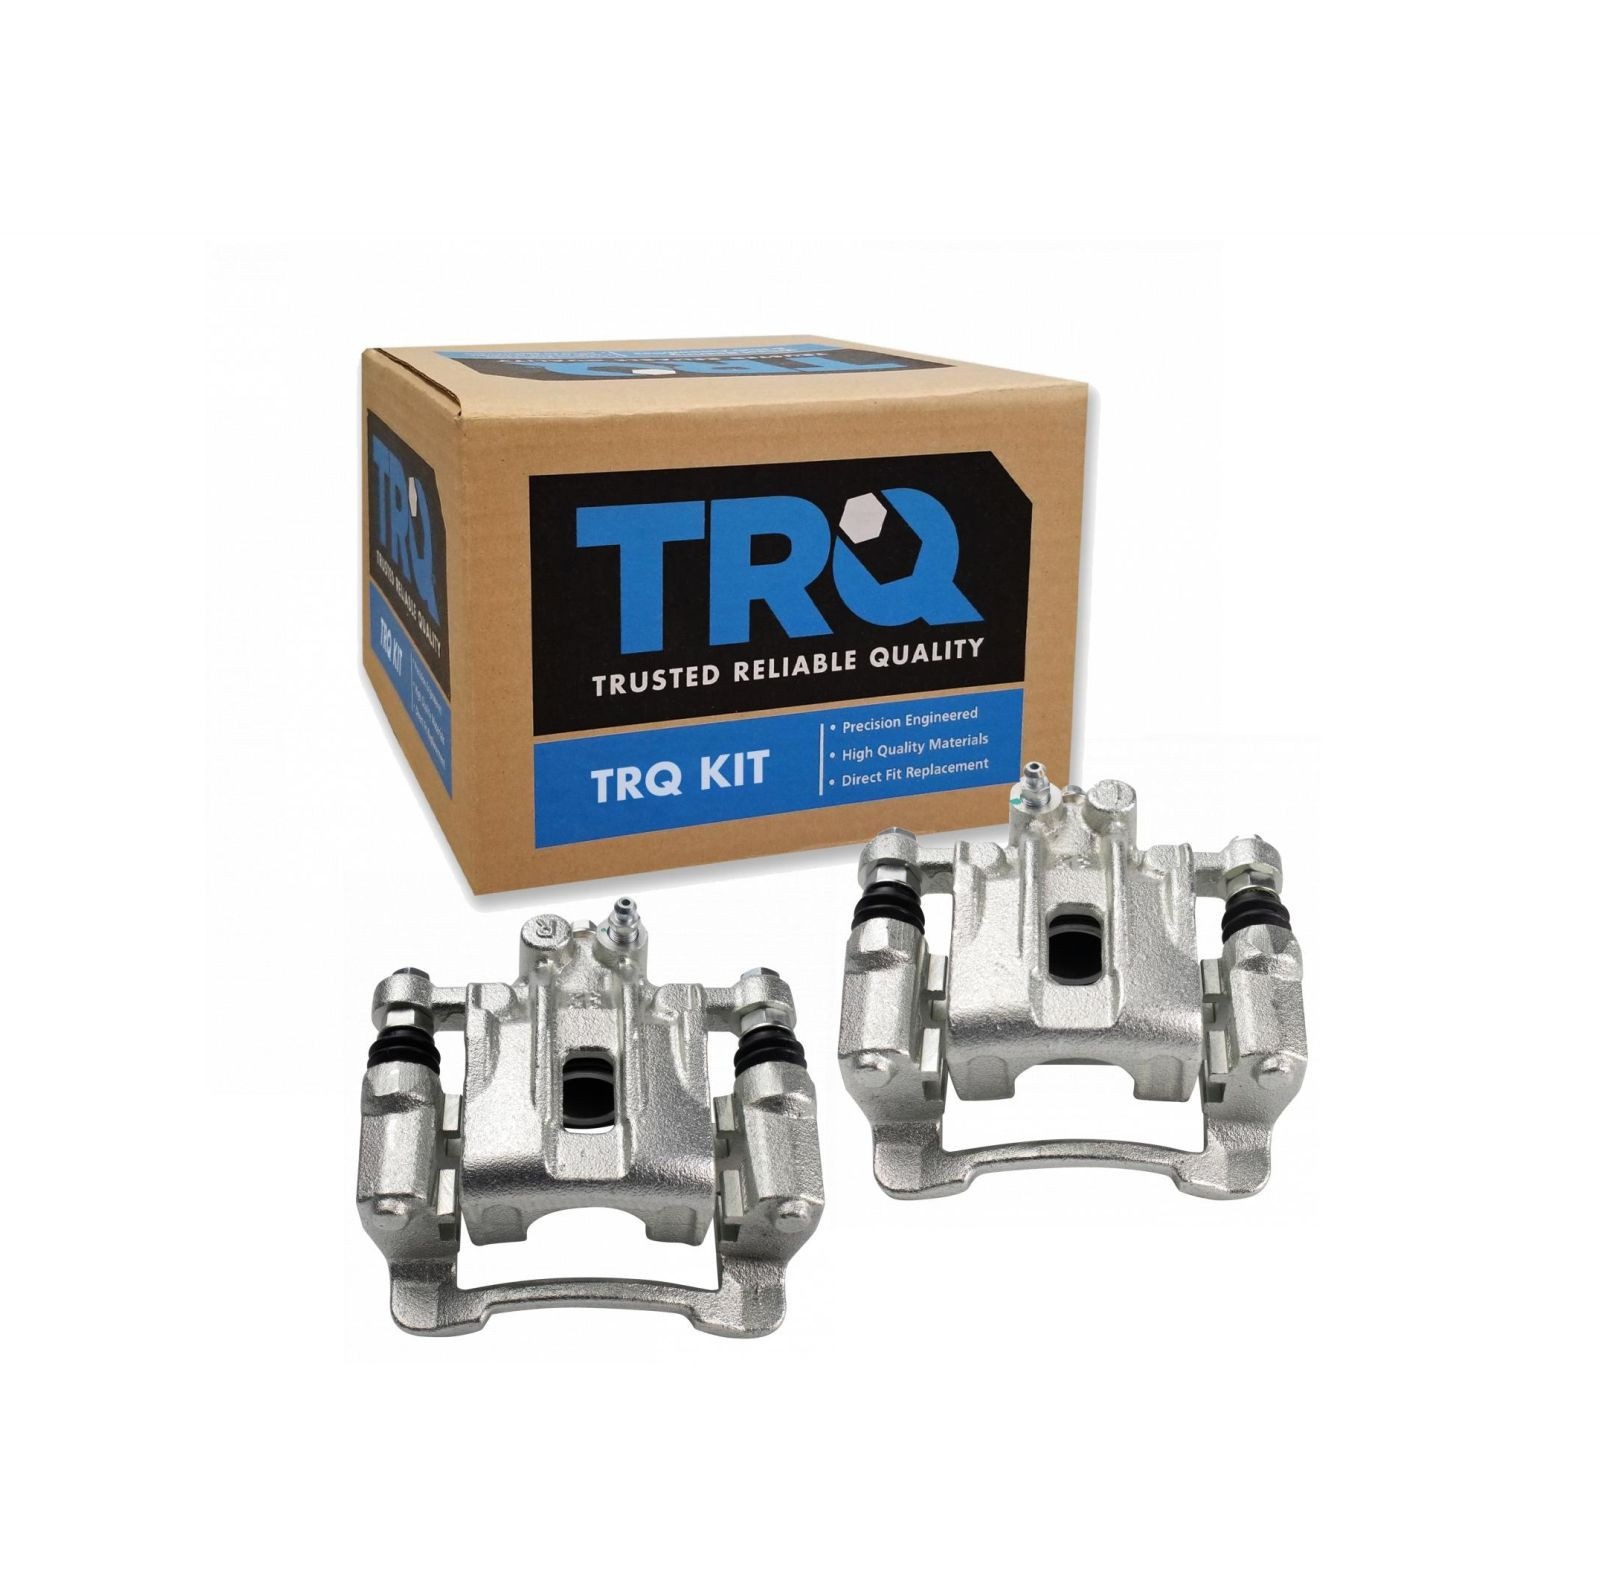 TRQ
TRQ
TRUSTED RELIABLE QUALITY
TRQ KIT
TRQ
TRUSTED RELIABLE QUALITY
TRQ KIT
• Precision Engineered
• High Quality Materials
• Direct Fit Replacement
R